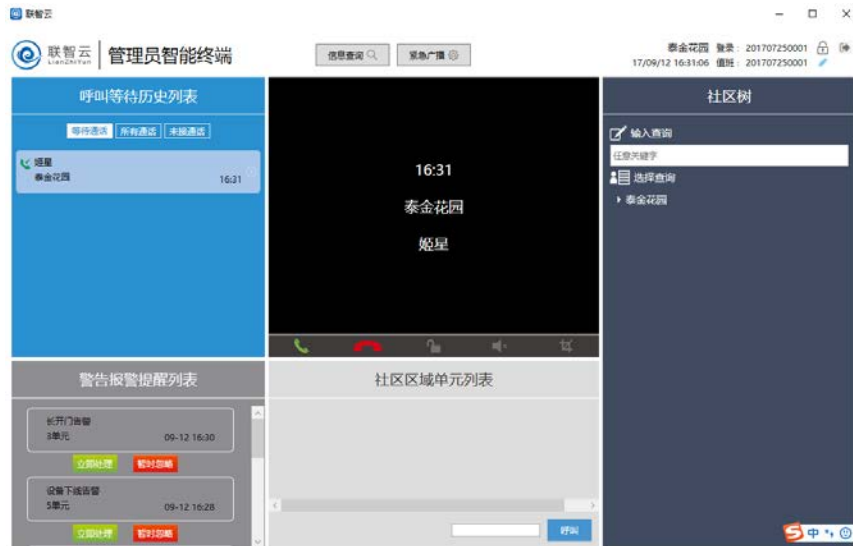 联智云
联智云
LianZhiYun
管理员智能终端
信息查询
紧急广播
泰金花园 登录: 201707250001
17/09/12 16:31:06 值班: 201707250001
呼叫等待历史列表
等待通话 所有通话 未接通话
姬星
泰金花园 16:31
16:31
泰金花园
姬星
社区树
输入查询
任意关键字
选择查询
泰金花园
警告报警提醒列表
长开门告警
3单元 09-12 16:30
立即处理 暂时忽略
设备下线告警
5单元 09-12 16:28
立即处理 暂时忽略
社区区域单元列表
呼叫
中